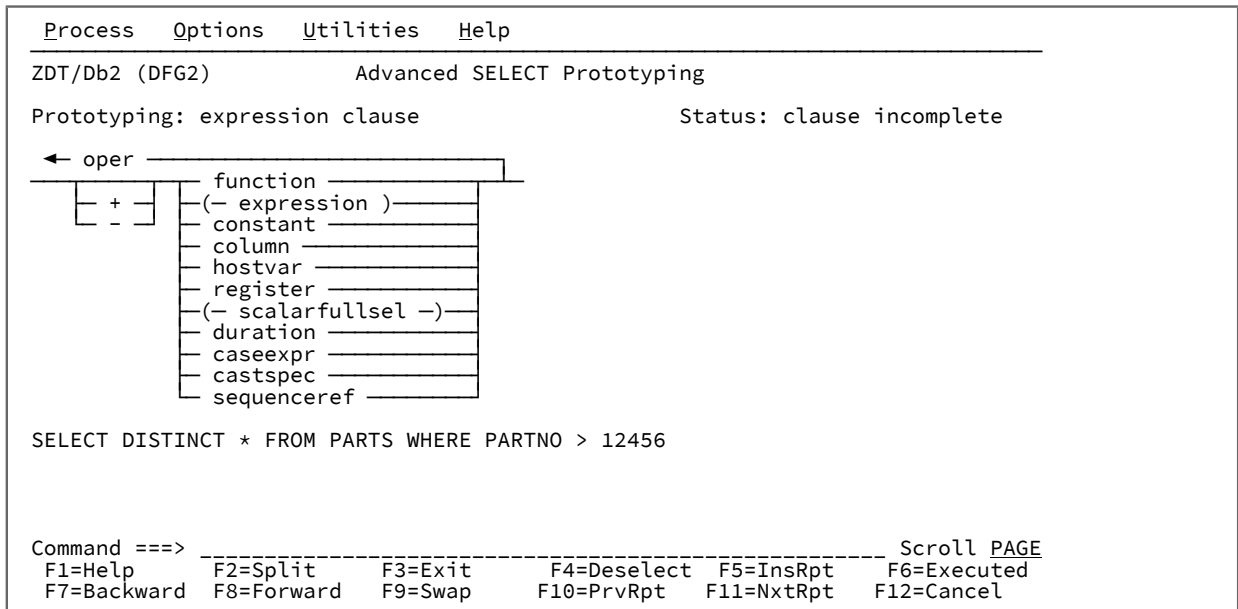 Process Options Utilities Help
ZDT/Db2 (DFG2) Advanced SELECT Prototyping
Prototyping: expression clause Status: clause incomplete
oper
function
+ (— expression )
- constant
column
hostvar
register
(— scalarfullsel —)
duration
caseexpr
castspec
sequenceref
SELECT DISTINCT * FROM PARTS WHERE PARTNO > 12456
Command ===> _____________________________________________________ Scroll PAGE
F1=Help F2=Split F3=Exit F4=Deselect F5=InsRpt F6=Executed
F7=Backward F8=Forward F9=Swap F10=PrvRpt F11=NxtRpt F12=Cancel